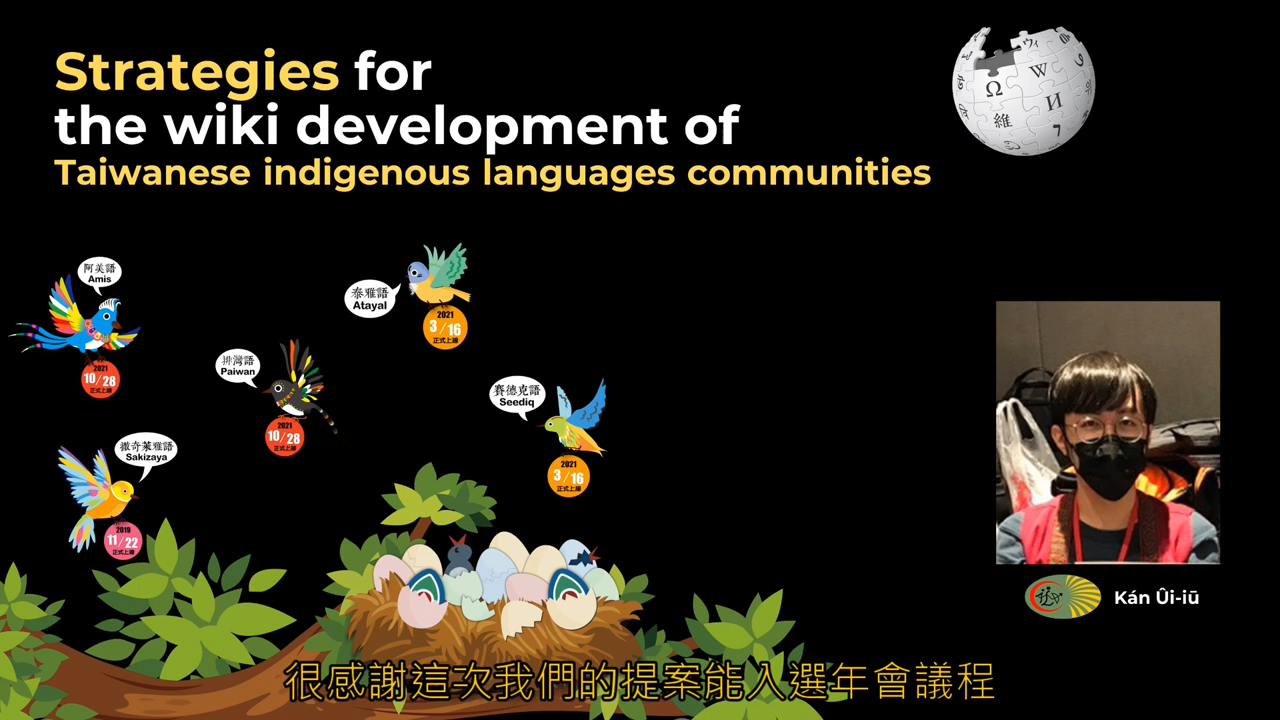 Strategies for
the wiki development of
Taiwanese indigenous languages communities
Ω
W
И
維
ウィ
阿美語
Amis
2021
10/28
正式上線
泰雅語
Atayal
2021
3/16
正式上線
排灣語
Paiwan
2021
10/28
正式上線
賽德克語
Seediq
2021
3/16
正式上線
撒奇萊雅語
Sakizaya
2019
11/22
正式上線
Kán Ûi-iū
很感謝這次我們的提案能入選年會議程